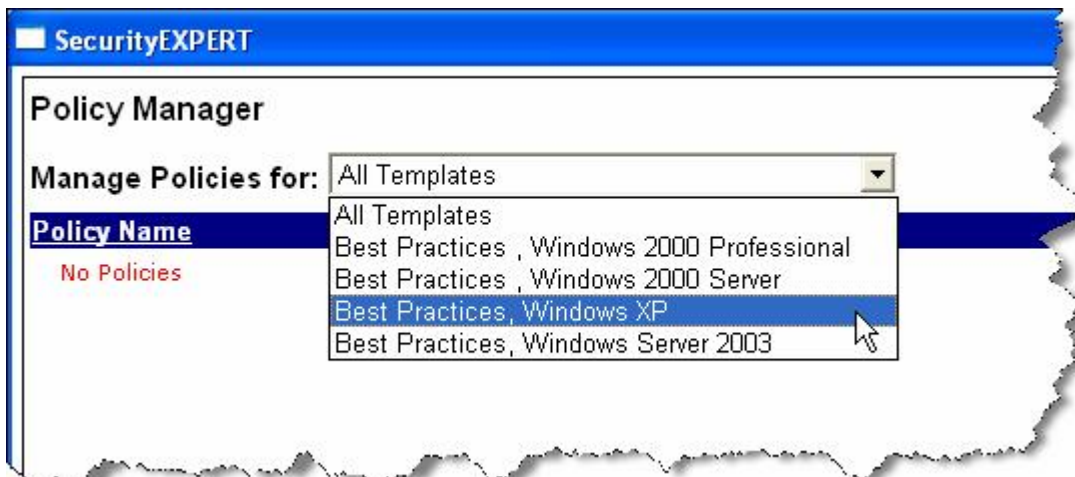 SecurityEXPERT
Policy Manager
Manage Policies for: All Templates
All Templates
Policy Name
Best Practices , Windows 2000 Professional
No Policies
Best Practices , Windows 2000 Server
Best Practices, Windows XP
Best Practices, Windows Server 2003